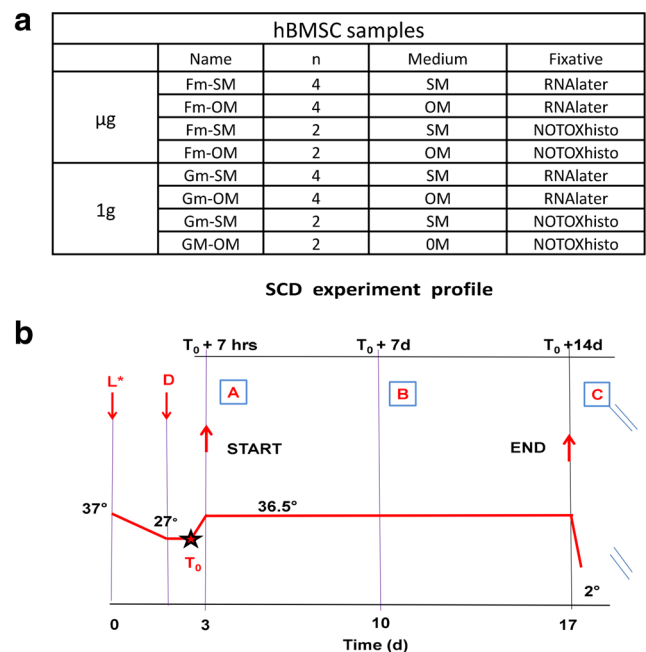 a
hBMSC samples
Name n Medium Fixative
µg
Fm-SM 4 SM RNAlater
Fm-OM 4 OM RNAlater
Fm-SM 2 SM NOTOXhisto
Fm-OM 2 OM NOTOXhisto
1g
Gm-SM 4 SM RNAlater
Gm-OM 4 OM RNAlater
Gm-SM 2 SM NOTOXhisto
GM-OM 2 0M NOTOXhisto
SCD experiment profile
b
T₀ + 7 hrs T₀ + 7d T₀ +14d
L* D A B C
START END
37° 27° 36.5°
T₀
2°
0 3 10 17
Time (d)